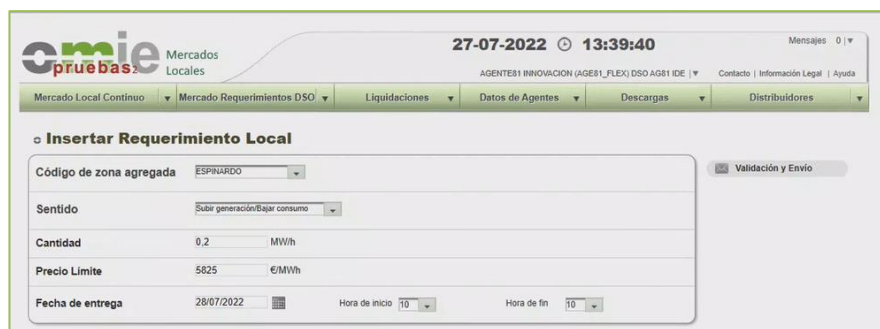 omie
pruebas2
Mercados
Locales
27-07-2022 13:39:40
Mensajes 0 | ▼
AGENTE81 INNOVACION (AGE81_FLEX) DSO AG81 IDE | ▼
Contacto | Información Legal | Ayuda
Mercado Local Continuo ▼ Mercado Requerimientos DSO ▼ Liquidaciones ▼ Datos de Agentes ▼ Descargas ▼ Distribuidores ▼
Insertar Requerimiento Local
Código de zona agregada ESPINARDO
Validación y Envío
Sentido Subir generación/Bajar consumo
Cantidad 0,2 MW/h
Precio Límite 5825 €/MWh
Fecha de entrega 28/07/2022 Hora de inicio 10 Hora de fin 10